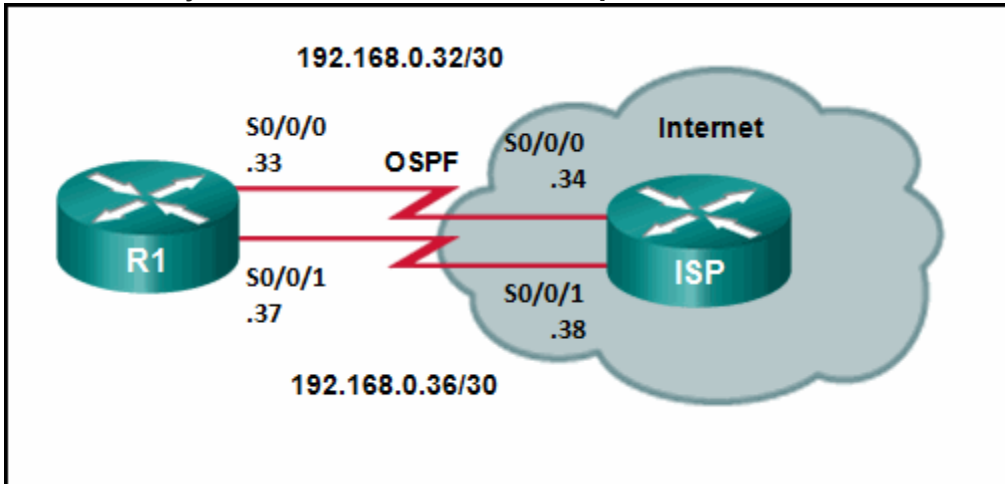 192.168.0.32/30
S0/0/0
.33
OSPF
S0/0/0
.34
Internet
R1
ISP
S0/0/1
.37
S0/0/1
.38
192.168.0.36/30